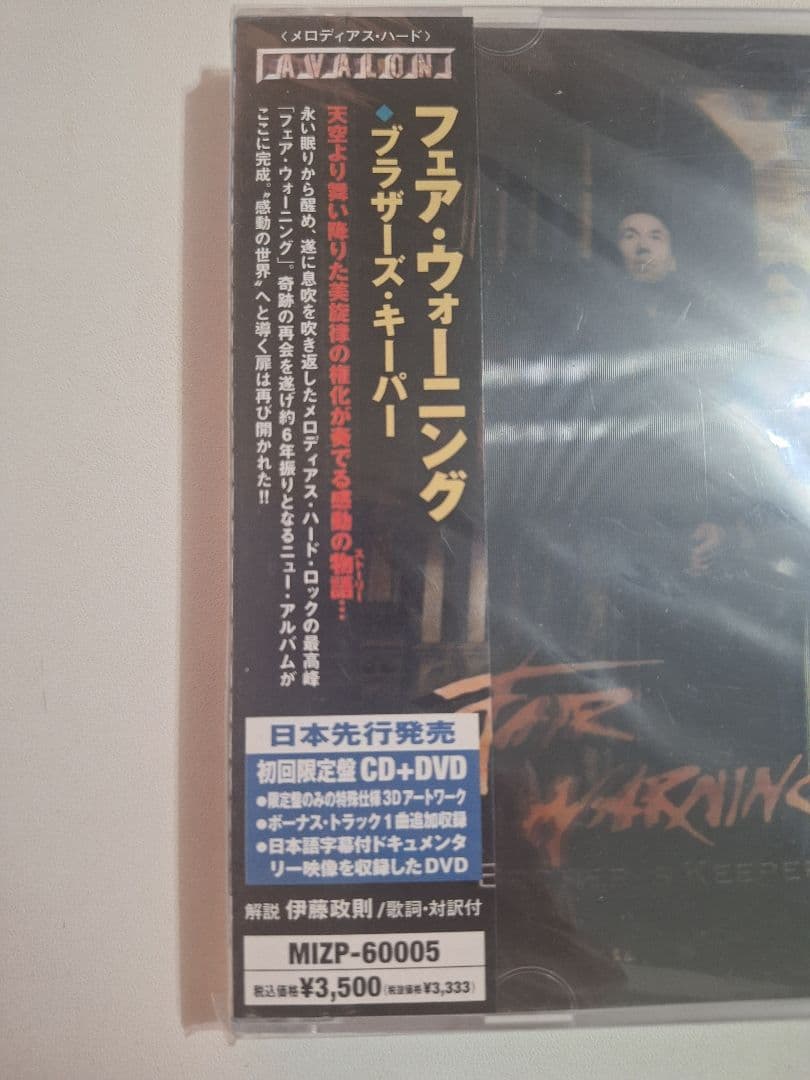 〈メロディアス・ハード〉
AVALON
フェア・ウォーニング
◆ブラザーズ・キーパー
天空より舞い降りた美旋律の権化が奏でる感動の物語…
ストーリー
永い眠りから醒め、遂に息吹を吹き返したメロディアス・ハード・ロックの最高峰
「フェア・ウォーニング」。奇跡の再会を遂げ約6年振りとなるニュー・アルバムが
ここに完成。〝感動の世界〟へと導く扉は再び開かれた!!
日本先行発売
初回限定盤 CD+DVD
●限定盤のみの特殊仕様3Dアートワーク
●ボーナス・トラック1曲追加収録
●日本語字幕付ドキュメンタ
リー映像を収録したDVD
解説 伊藤政則/歌詞・対訳付
MIZP-60005
税込価格¥3,500(税抜価格¥3,333)
FAIR
WARNING
KEEPER